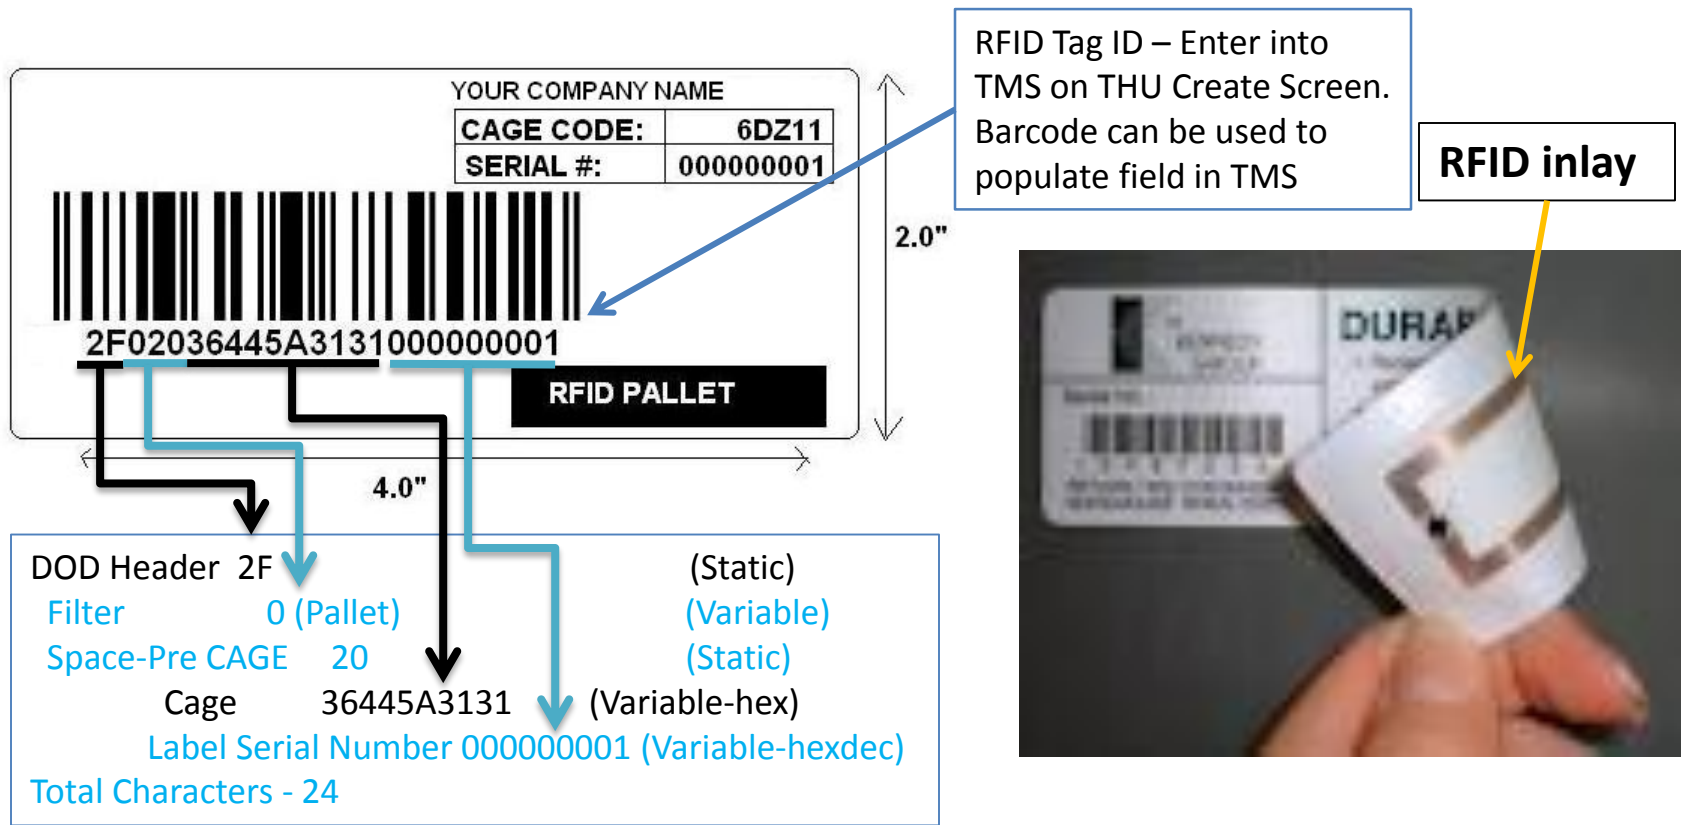 YOUR COMPANY NAME
CAGE CODE: 6DZ11
SERIAL #: 000000001
2F02036445A3131000000001
RFID PALLET
2.0"
4.0"
RFID Tag ID – Enter into
TMS on THU Create Screen.
Barcode can be used to
populate field in TMS
RFID inlay
DURAB
DOD Header 2F (Static)
Filter 0 (Pallet) (Variable)
Space-Pre CAGE 20 (Static)
Cage 36445A3131 (Variable-hex)
Label Serial Number 000000001 (Variable-hexdec)
Total Characters - 24